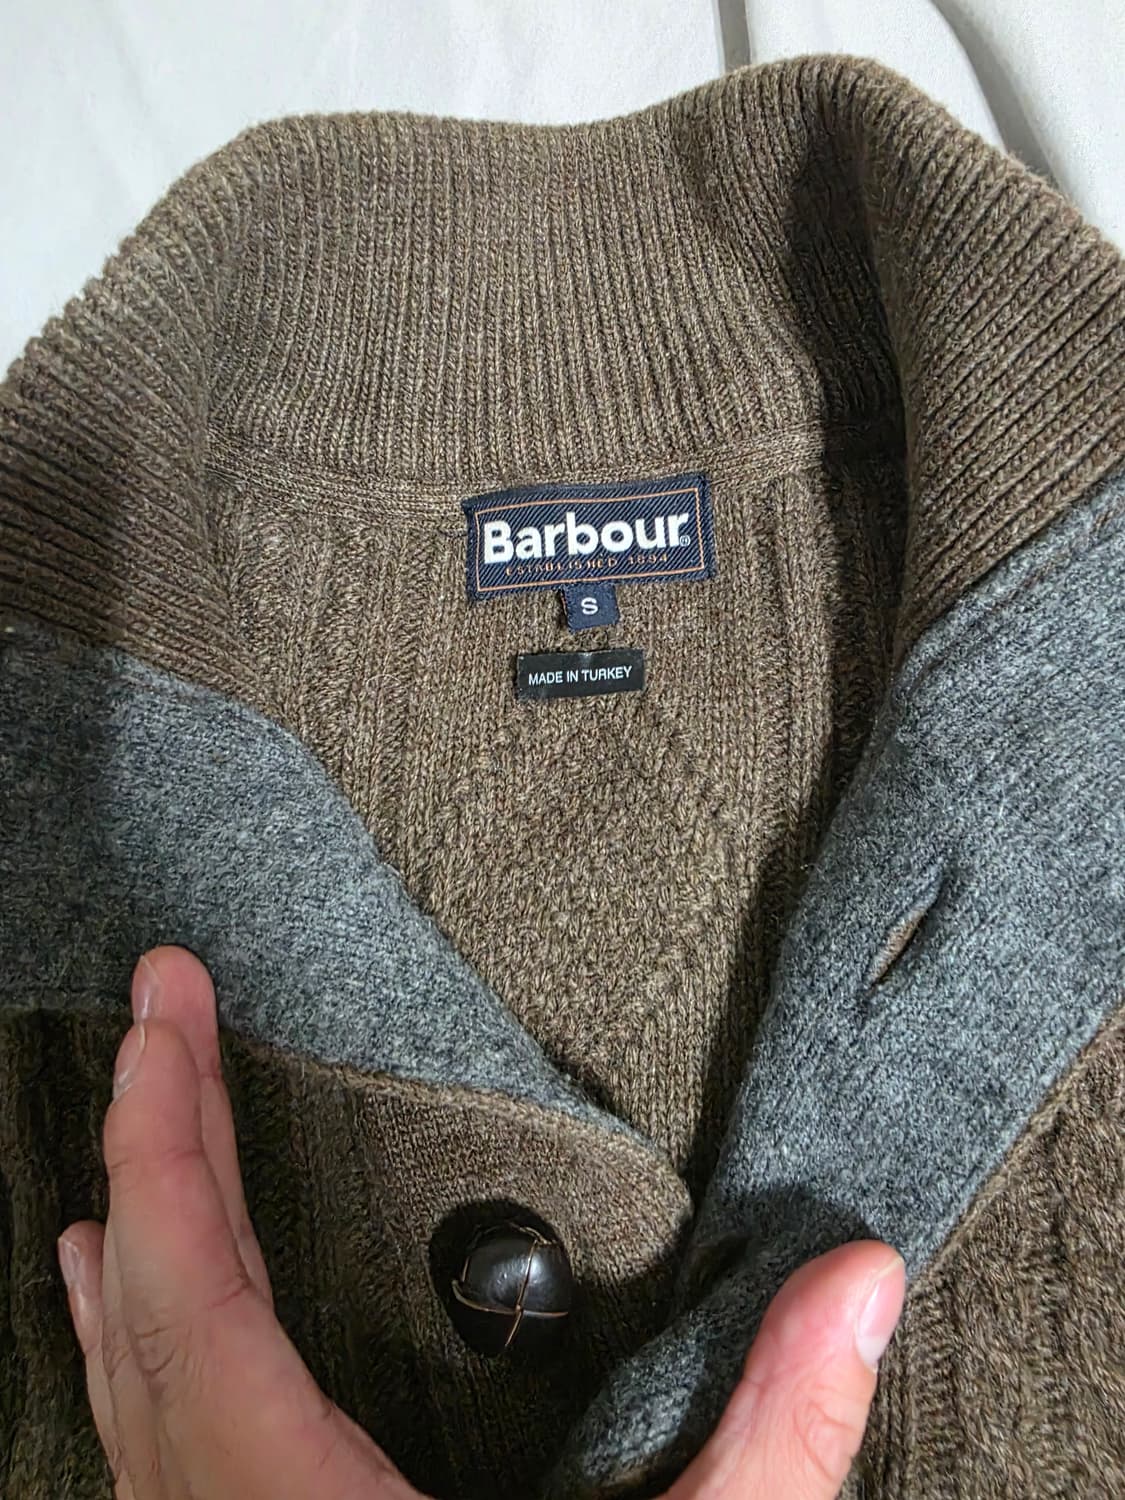 Barbour®
ESTABLISHED 1894
S
MADE IN TURKEY